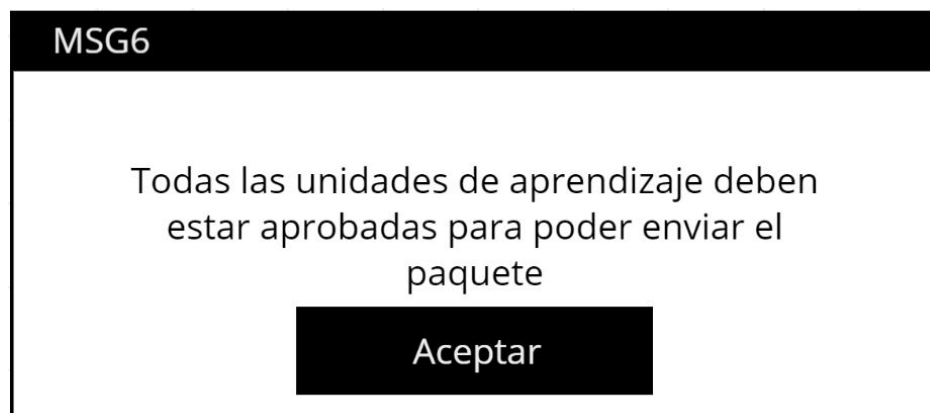 MSG6
Todas las unidades de aprendizaje deben
estar aprobadas para poder enviar el
paquete
Aceptar